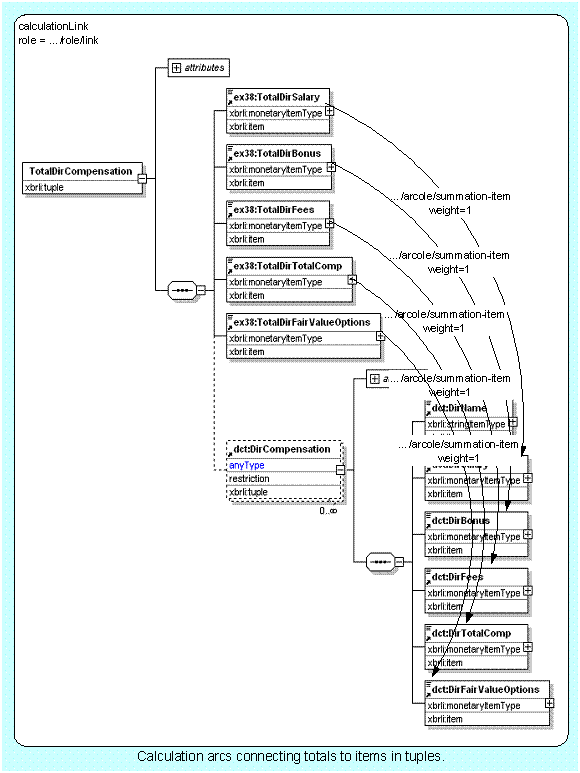 calculationLink
role = .../role/link
attributes
ex38:TotalDirSalary
xbrli:monetaryItemType
xbrli:item
TotalDirCompensation
xbrli:tuple
ex38:TotalDirBonus
xbrli:monetaryItemType
xbrli:item
.../arcole/summation-item
weight=1
ex38:TotalDirFees
xbrli:monetaryItemType
xbrli:item
.../arcole/summation-item
weight=1
ex38:TotalDirTotalComp
xbrli:monetaryItemType
xbrli:item
.../arcole/summation-item
weight=1
ex38:TotalDirFairValueOptions
xbrli:monetaryItemType
xbrli:item
.../arcole/summation-item
weight=1
dct:DirName
xbrli:stringItemType
.../arcole/summation-item
weight=1
dct:DirCompensation
anyType
restriction
xbrli:tuple
0..∞
xbrli:monetaryItemType
xbrli:item
dct:DirBonus
xbrli:monetaryItemType
xbrli:item
dct:DirFees
xbrli:monetaryItemType
xbrli:item
dct:DirTotalComp
xbrli:monetaryItemType
xbrli:item
dct:DirFairValueOptions
xbrli:monetaryItemType
xbrli:item
Calculation arcs connecting totals to items in tuples.